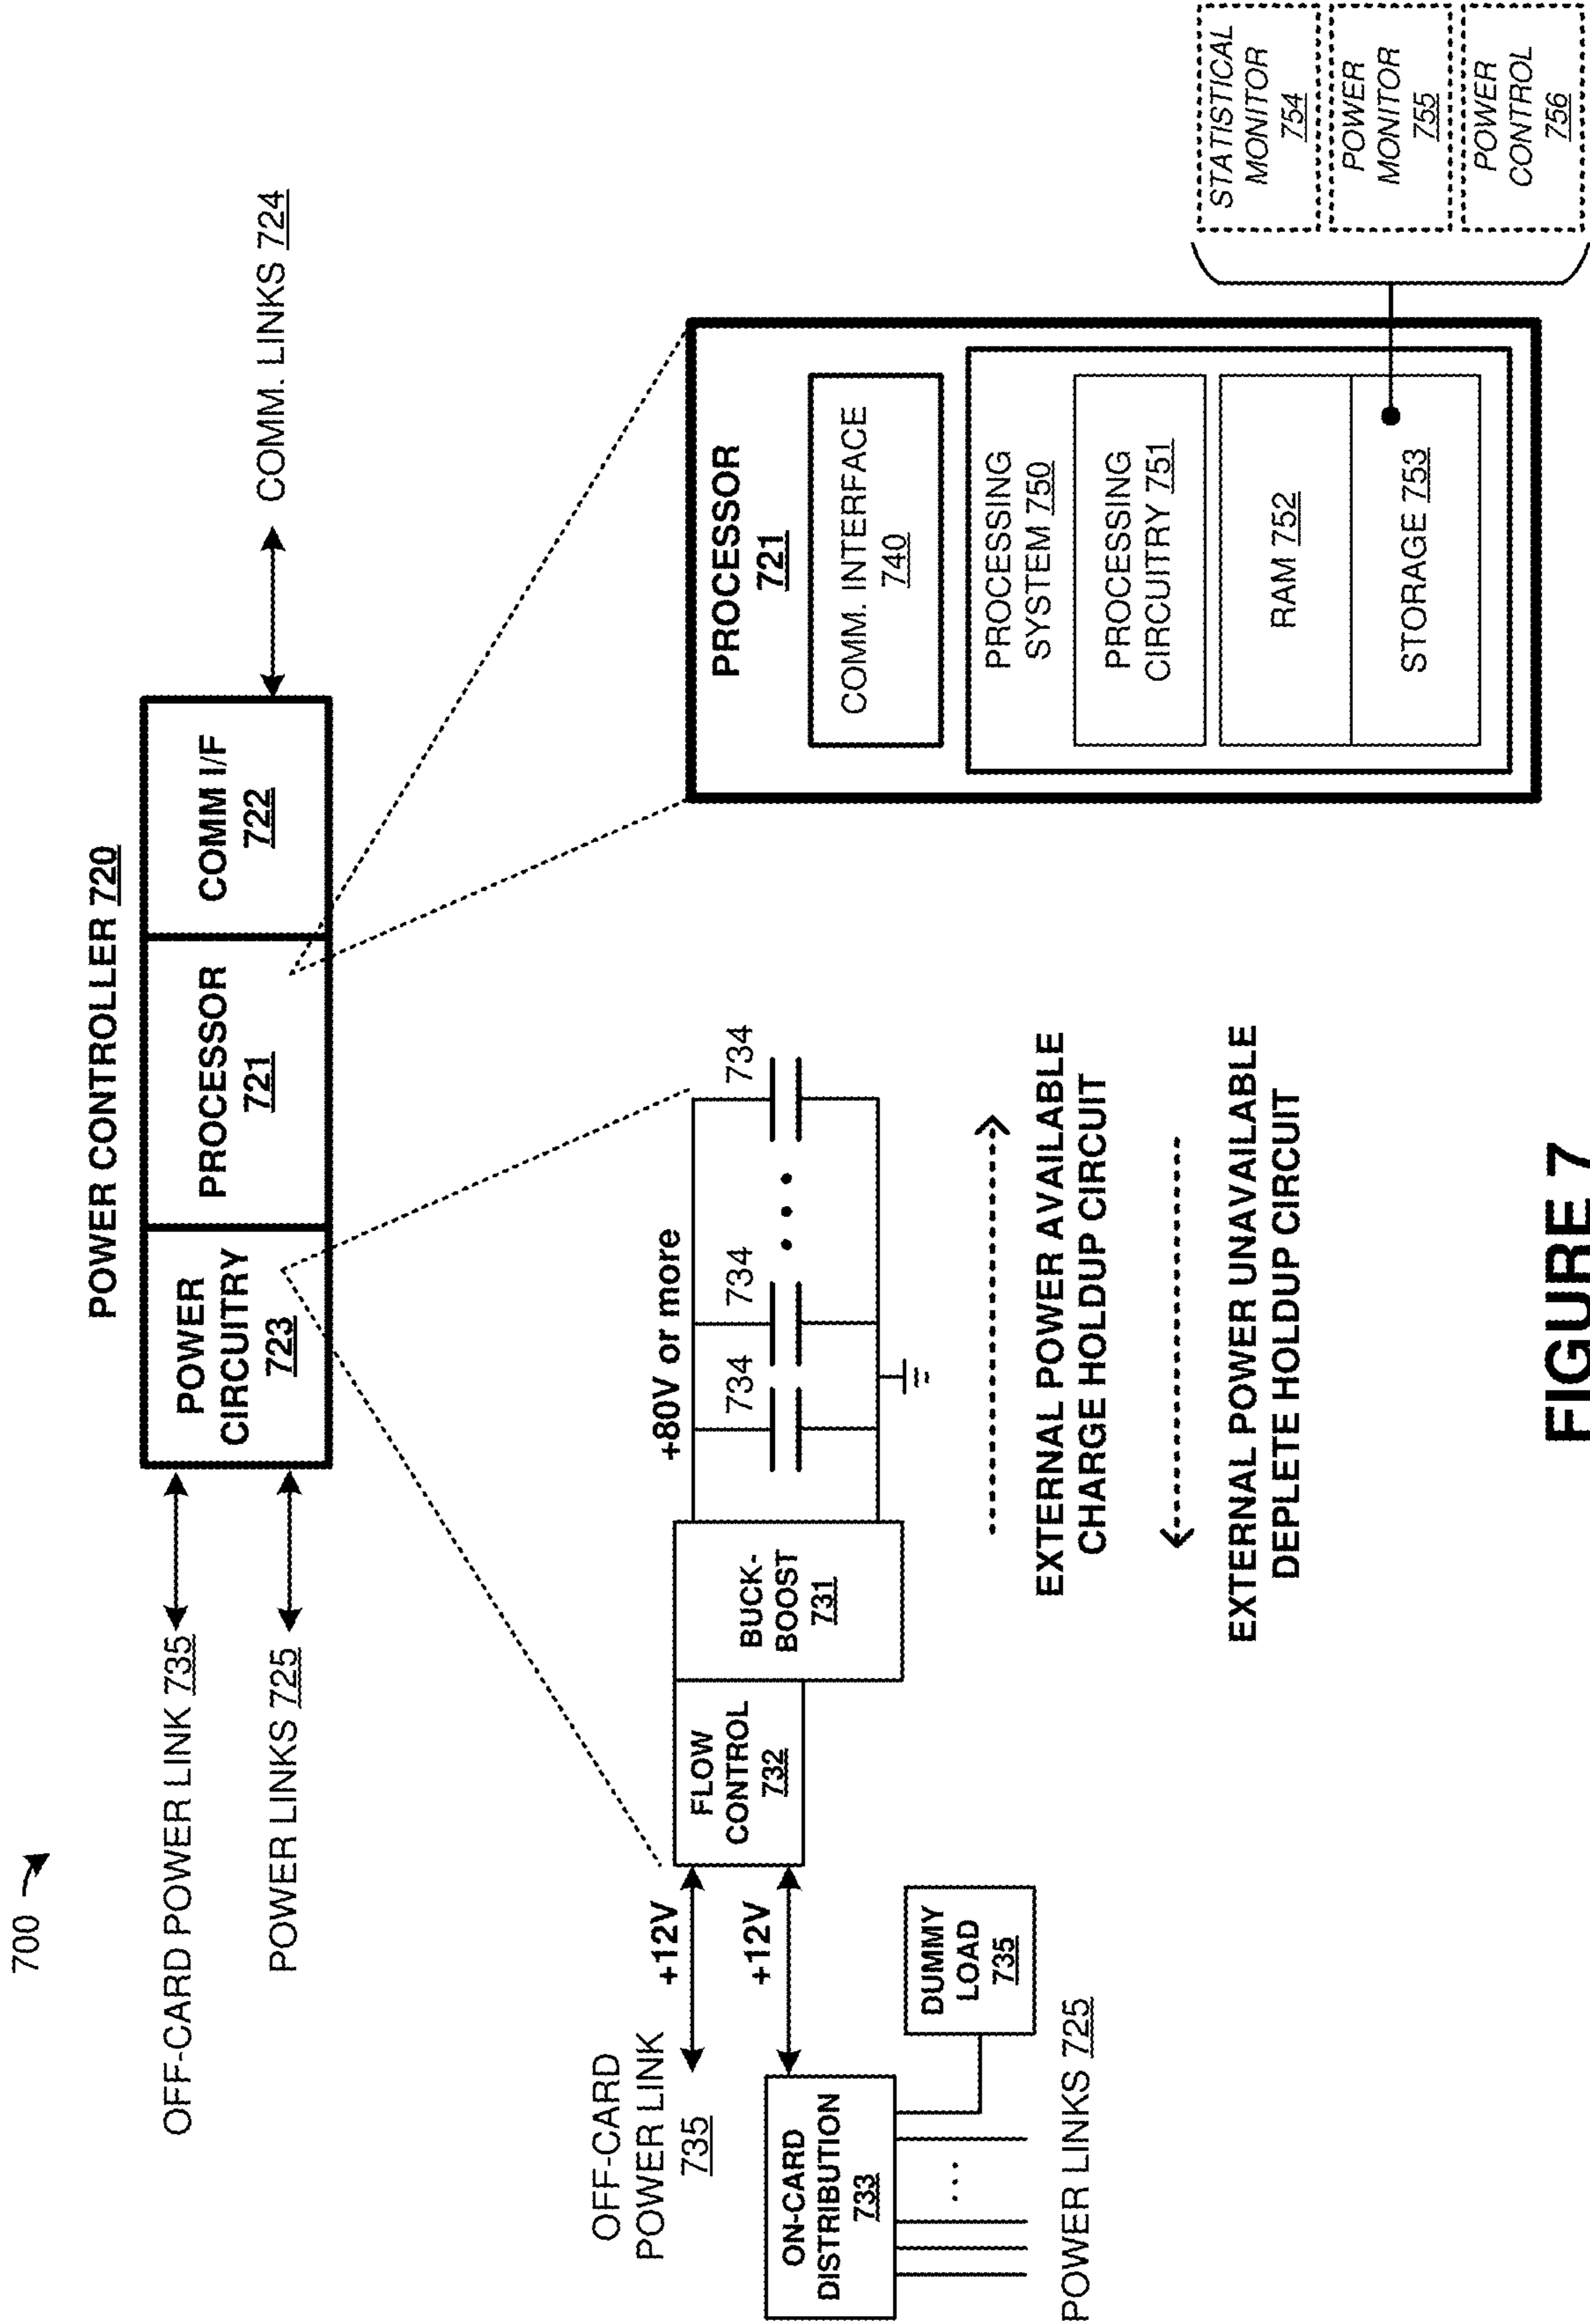 700
POWER CONTROLLER 720
OFF-CARD POWER LINK 735
POWER LINKS 725
POWER
CIRCUITRY
723
PROCESSOR
721
COMM I/F
722
COMM. LINKS 724
OFF-CARD
POWER LINK
735
+12V
+12V
FLOW
CONTROL
732
BUCK-
BOOST
731
+80V or more
734
734
734
ON-CARD
DISTRIBUTION
733
DUMMY
LOAD
735
POWER LINKS 725
EXTERNAL POWER AVAILABLE
CHARGE HOLDUP CIRCUIT
EXTERNAL POWER UNAVAILABLE
DEPLETE HOLDUP CIRCUIT
PROCESSOR
721
COMM. INTERFACE
740
PROCESSING
SYSTEM 750
PROCESSING
CIRCUITRY 751
RAM 752
STORAGE 753
STATISTICAL
MONITOR
754
POWER
MONITOR
755
POWER
CONTROL
756
FIGURE 7